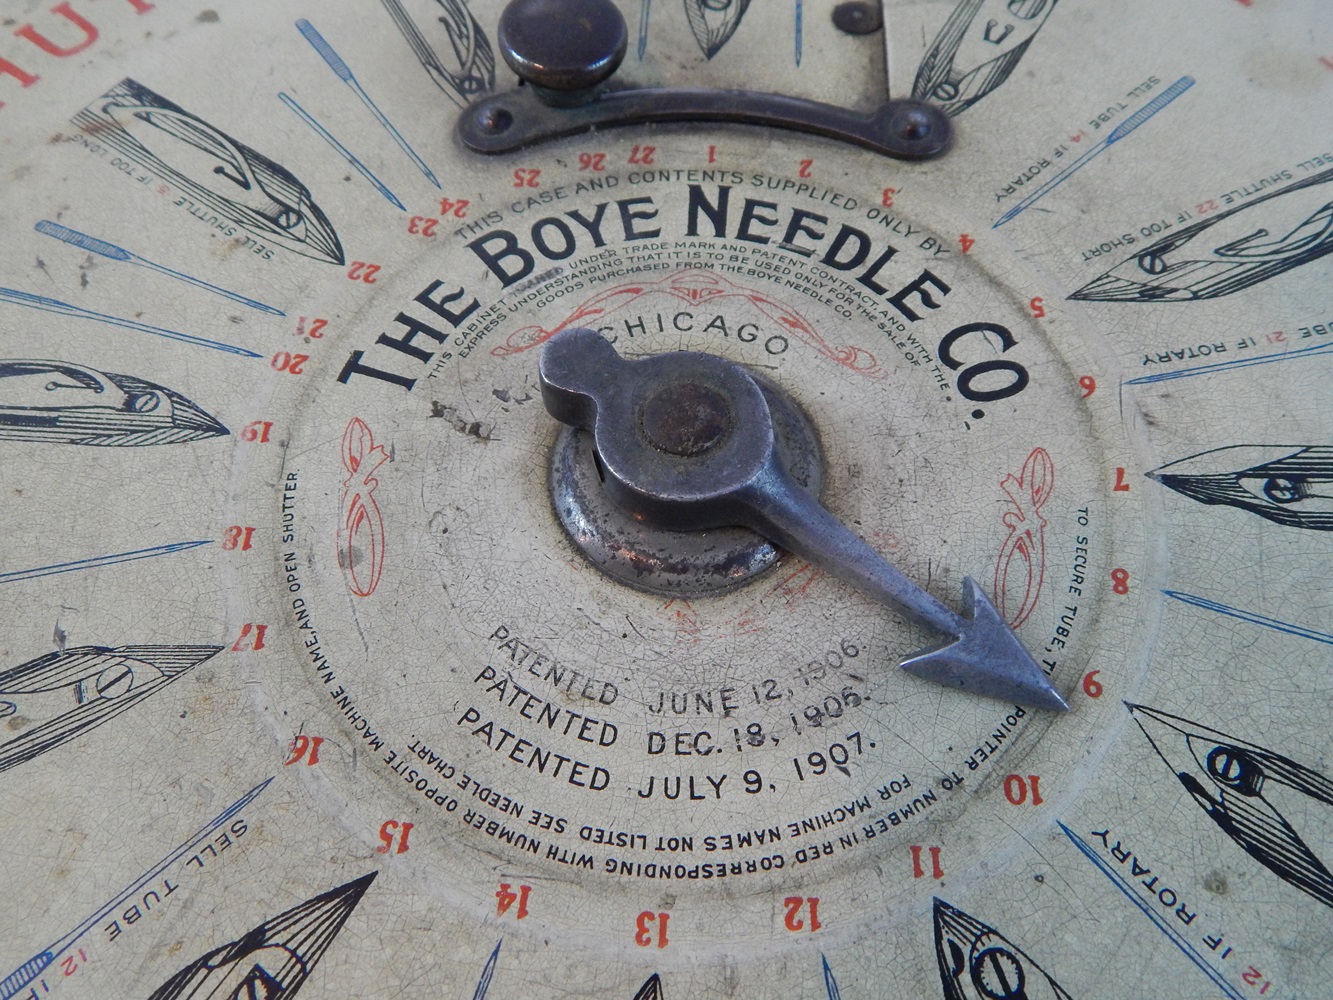 AUT
THIS CASE AND CONTENTS SUPPLIED ONLY BY
THE BOYE NEEDLE CO.
THIS CABINET LOANED UNDER TRADE MARK AND PATENT CONTRACT, AND WITH THE
EXPRESS UNDERSTANDING THAT IT IS TO BE USED ONLY FOR THE SALE OF
GOODS PURCHASED FROM THE BOYE NEEDLE CO.
CHICAGO.
PATENTED JUNE 12, 1906.
PATENTED DEC. 18, 1906.
PATENTED JULY 9, 1907.
TO SECURE TUBE, POINTER TO NUMBER IN RED CORRESPONDING WITH NUMBER OPPOSITE MACHINE NAME, AND OPEN SHUTTER.
FOR MACHINE NAMES NOT LISTED SEE NEEDLE CHART.
1
2
3
4
5
6
7
8
9
10
11
12
13
14
15
16
17
18
19
20
21
22
23
24
25
26
27
SELL TUBE 14 IF ROTARY
SELL SHUTTLE 22 IF TOO SHORT
TUBE 21 IF ROTARY
12 IF ROTARY
SELL TUBE 12 IF
SELL SHUTTLE 5 IF TOO LONG